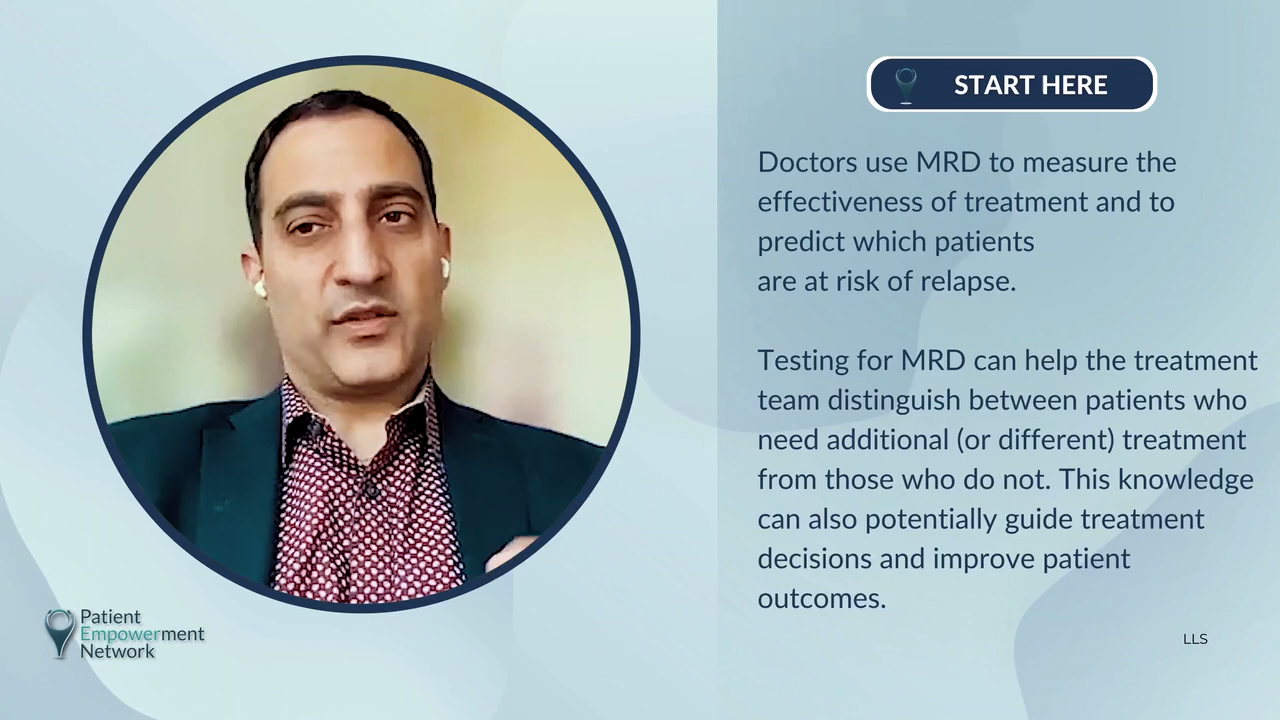 START HERE
Doctors use MRD to measure the
effectiveness of treatment and to
predict which patients
are at risk of relapse.
Testing for MRD can help the treatment
team distinguish between patients who
need additional (or different) treatment
from those who do not. This knowledge
can also potentially guide treatment
decisions and improve patient
outcomes.
LLS
Patient
Empowerment
Network